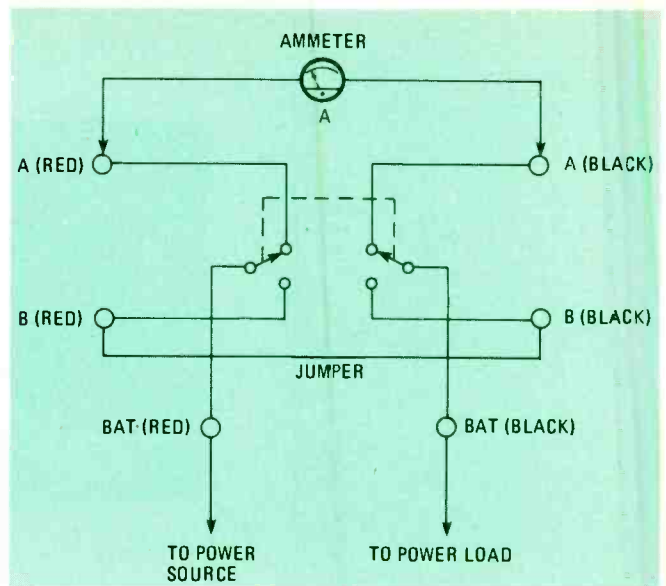 AMMETER
A
A (RED)
A (BLACK)
B (RED)
B (BLACK)
JUMPER
BAT (RED)
BAT (BLACK)
TO POWER
SOURCE
TO POWER LOAD